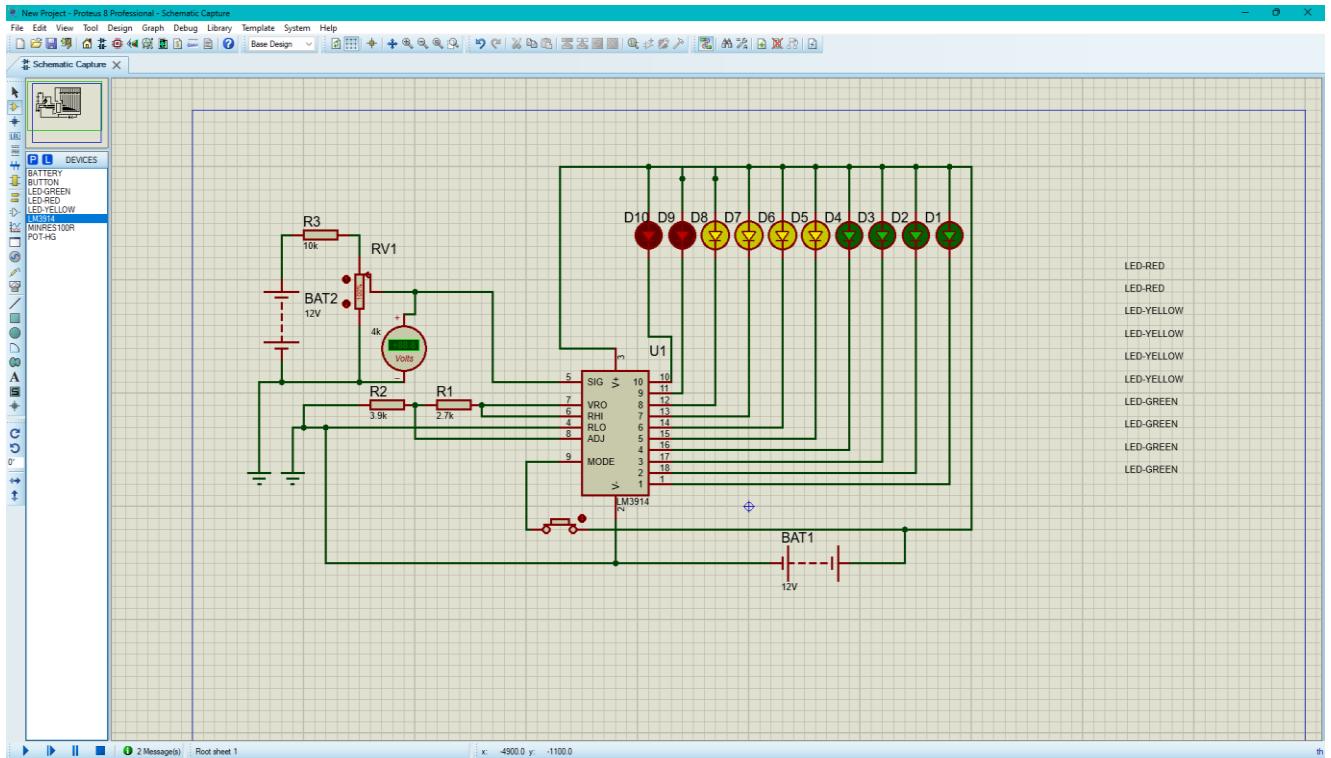 New Project - Proteus 8 Professional - Schematic Capture
File Edit View Tool Design Graph Debug Library Template System Help
Base Design
Schematic Capture
P L DEVICES
BATTERY
BUTTON
LED-GREEN
LED-RED
LED-YELLOW
LM3914
MINRES100R
POT-HG
D10 D9 D8 D7 D6 D5 D4 D3 D2 D1
R3
10k
RV1
BAT2
12V
4k
Volts
R2
3.9k
R1
2.7k
U1
3
5 SIG V+ 10 10
9 11
7 VRO 8 12
6 RHI 7 13
4 RLO 6 14
8 ADJ 5 15
4 16
9 MODE 3 17
2 18
V- 1 1
LM3914
2
BAT1
12V
LED-RED
LED-RED
LED-YELLOW
LED-YELLOW
LED-YELLOW
LED-YELLOW
LED-GREEN
LED-GREEN
LED-GREEN
LED-GREEN
2 Message(s) Root sheet 1 x: -4900.0 y: -1100.0 th